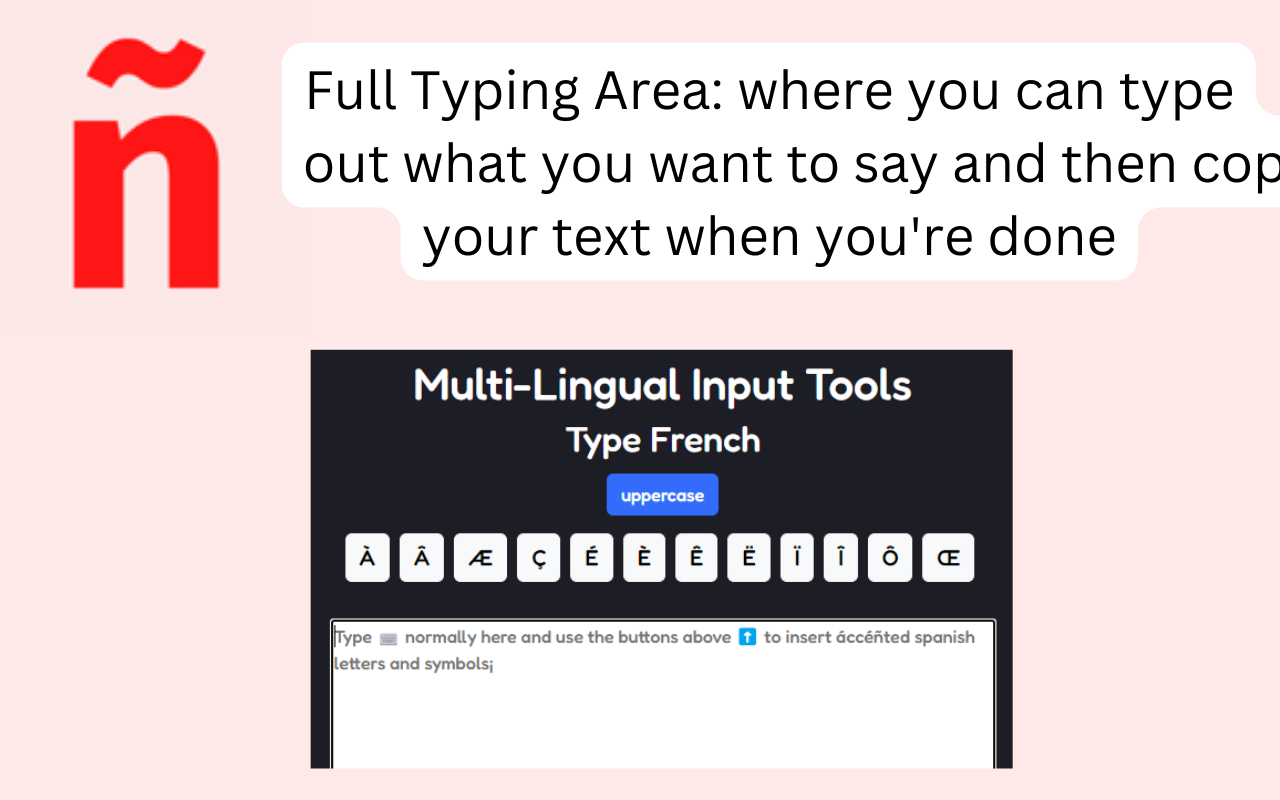 ñ
Full Typing Area: where you can type
out what you want to say and then cop
your text when you're done
Multi-Lingual Input Tools
Type French
uppercase
À Â Æ Ç É È Ê Ë Ï Î Ô Œ
Type ⌨ normally here and use the buttons above ⬆ to insert áccéñted spanish
letters and symbols¡